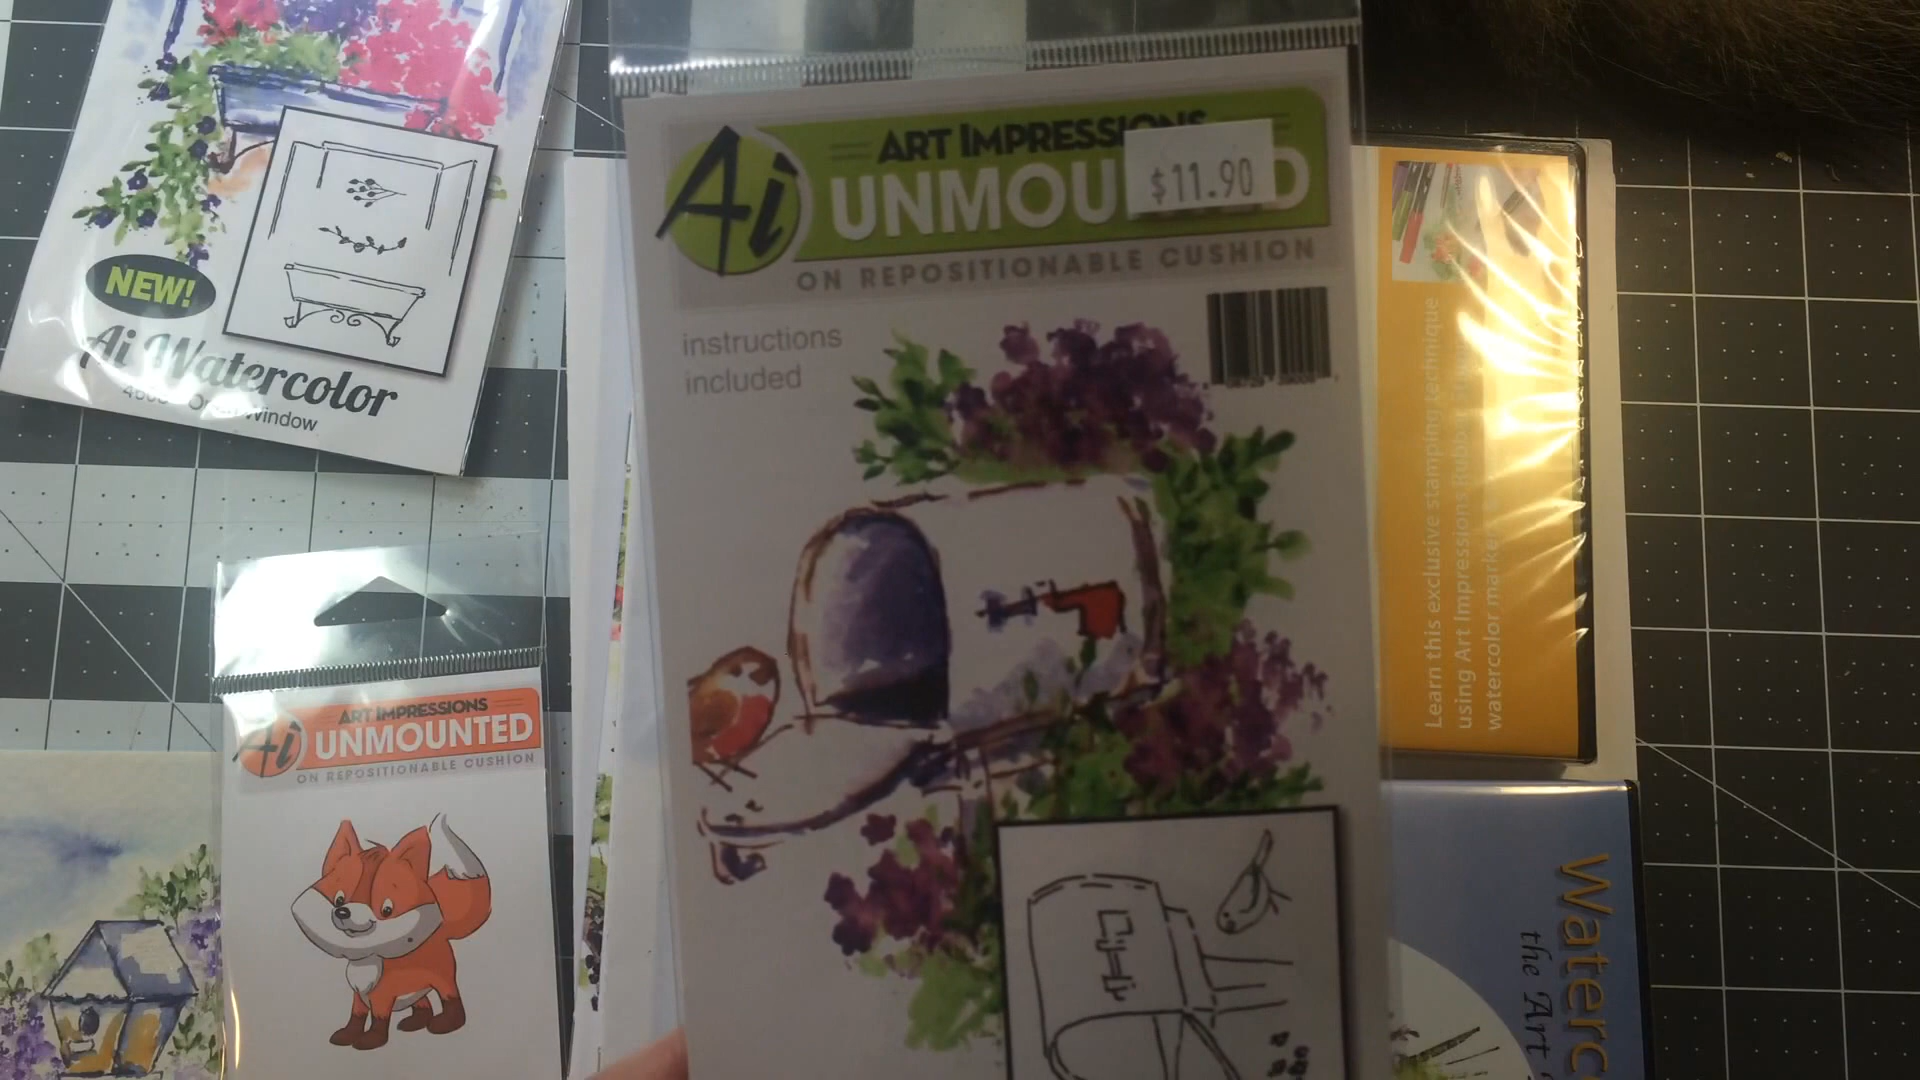 NEW!
Ai Watercolor
Window
Ai
ART IMPRESSIONS
UNMOUNTED
ON REPOSITIONABLE CUSHION
Ai
ART IMPRESSIONS
UNMOU D
$11.90
ON REPOSITIONABLE CUSHION
instructions
included
Learn this exclusive stamping technique
using Art Impressions Rubber
watercolor markers
Waterc
the Art